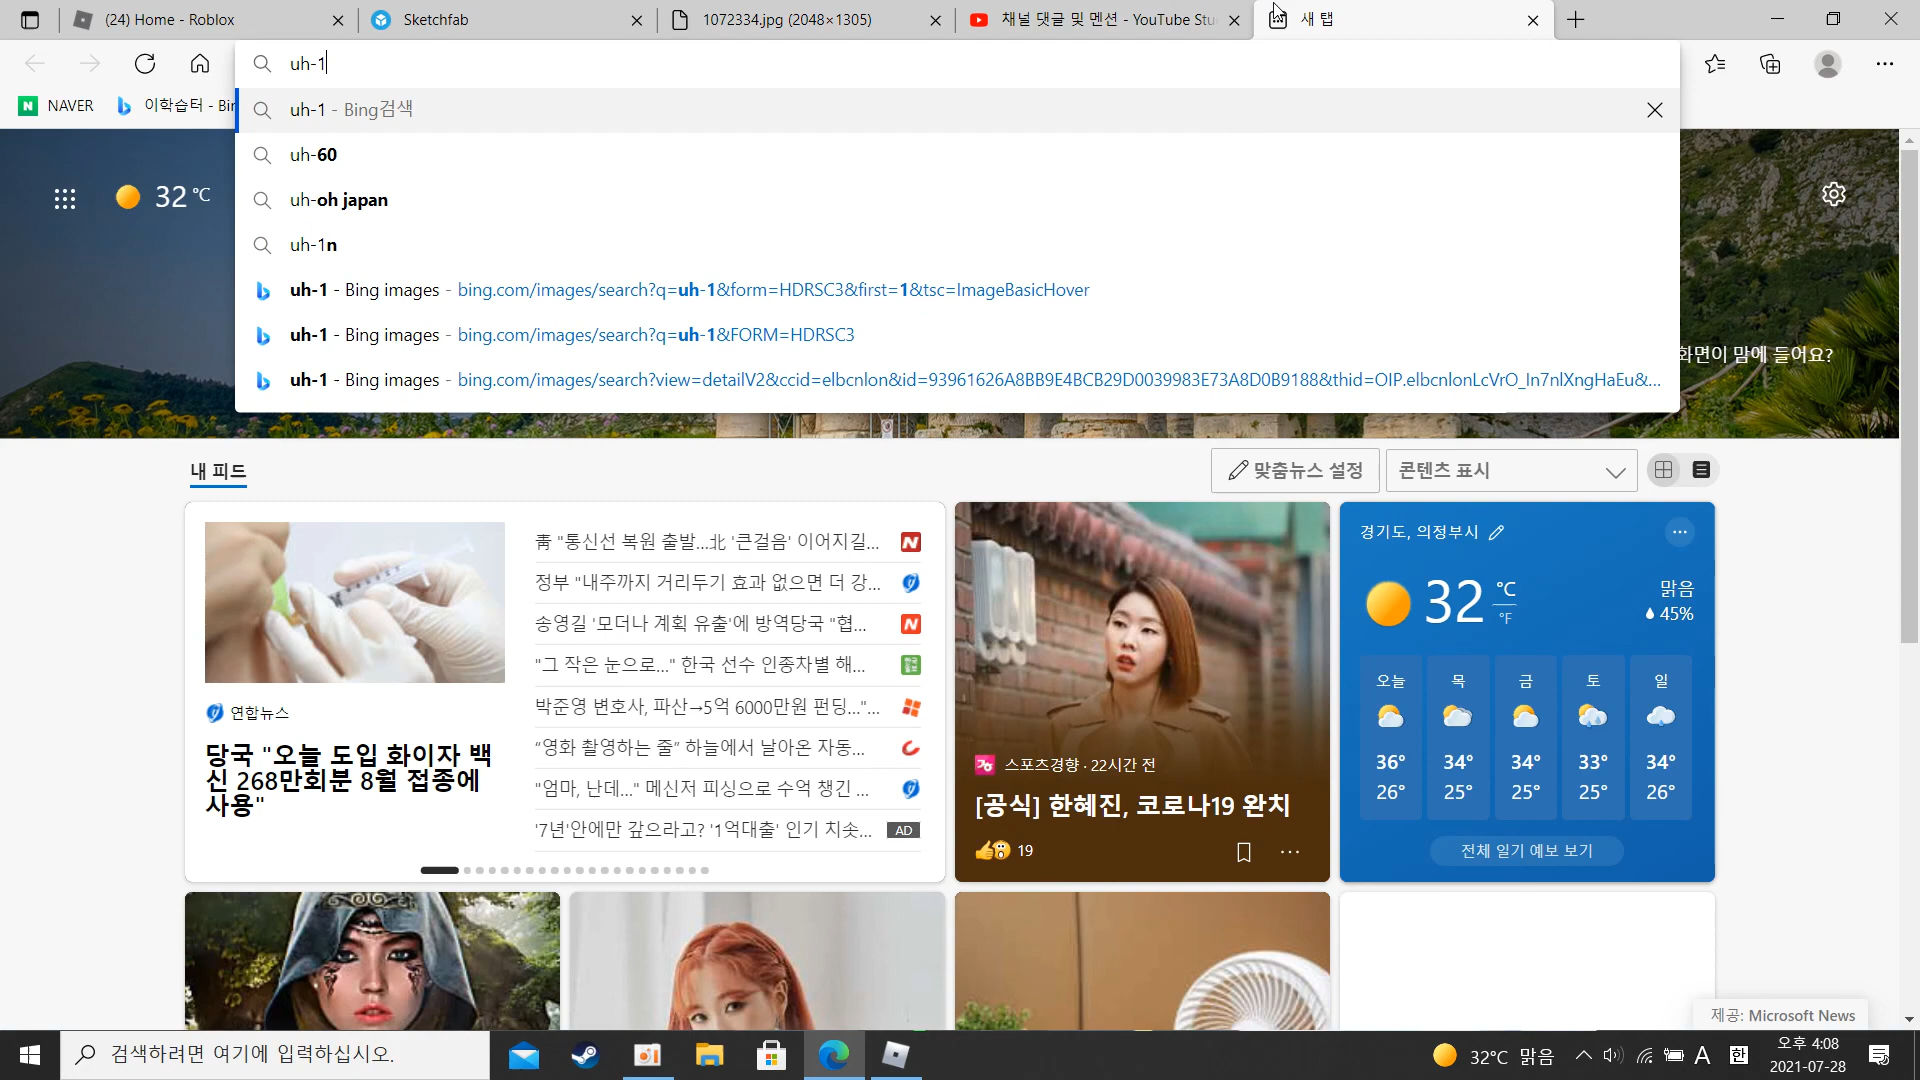 (24) Home - Roblox
Sketchfab
1072334.jpg (2048×1305)
채널 댓글 및 멘션 - YouTube Stu
새 탭
uh-1
NAVER
이학습터 - Bin
uh-1 - Bing검색
uh-60
uh-oh japan
uh-1n
uh-1 - Bing images - bing.com/images/search?q=uh-1&form=HDRSC3&first=1&tsc=ImageBasicHover
uh-1 - Bing images - bing.com/images/search?q=uh-1&FORM=HDRSC3
uh-1 - Bing images - bing.com/images/search?view=detailV2&ccid=elbcnlon&id=93961626A8BB9E4BCB29D0039983E73A8D0B9188&thid=OIP.elbcnlonLcVrO_In7nlXngHaEu&...
32 °C
화면이 맘에 들어요?
내 피드
맞춤뉴스 설정
콘텐츠 표시
연합뉴스
당국 "오늘 도입 화이자 백
신 268만회분 8월 접종에
사용"
靑 "통신선 복원 출발...北 '큰걸음' 이어지길...
정부 "내주까지 거리두기 효과 없으면 더 강...
송영길 '모더나 계획 유출'에 방역당국 "협...
"그 작은 눈으로..." 한국 선수 인종차별 해...
박준영 변호사, 파산→5억 6000만원 펀딩..."...
“영화 촬영하는 줄” 하늘에서 날아온 자동...
"엄마, 난데..." 메신저 피싱으로 수억 챙긴 ...
'7년'안에만 갚으라고? '1억대출' 인기 치솟...
AD
스포츠경향 · 22시간 전
[공식] 한혜진, 코로나19 완치
19
경기도, 의정부시
32 °C
°F
맑음
45%
오늘 목 금 토 일
36° 34° 34° 33° 34°
26° 25° 25° 25° 26°
전체 일기 예보 보기
제공: Microsoft News
검색하려면 여기에 입력하십시오.
32°C 맑음
A
한
오후 4:08
2021-07-28